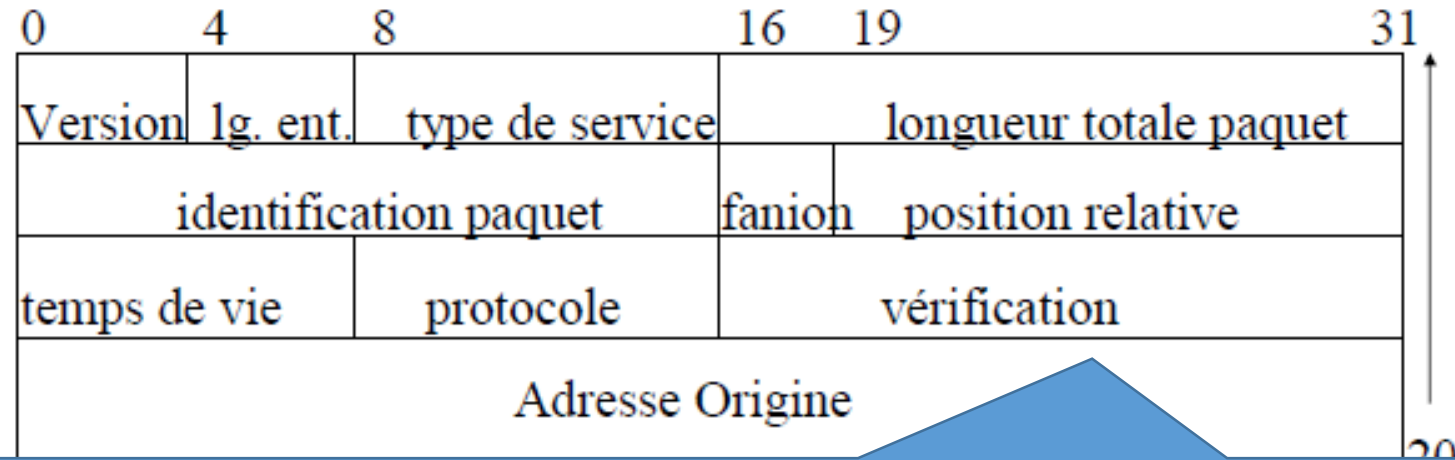 0 4 8 16 19 31
Version lg. ent. type de service longueur totale paquet
identification paquet fanion position relative
temps de vie protocole vérification
Adresse Origine
20